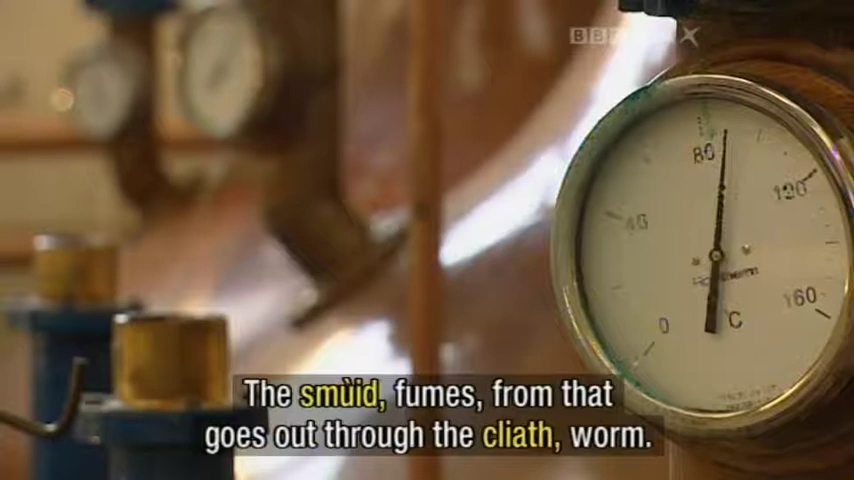 BBC
X
80
120
40
160
0
°C
The smùid, fumes, from that
goes out through the cliath, worm.